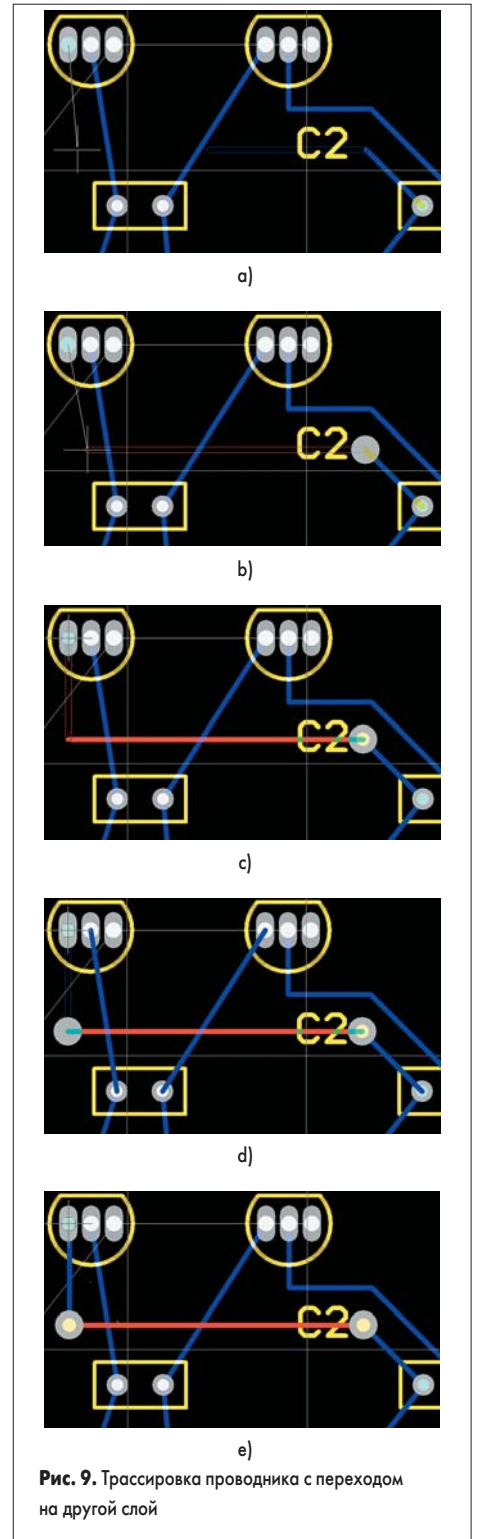 C2
a)
C2
b)
C2
c)
C2
d)
C2
e)
Рис. 9. Трассировка проводника с переходом
на другой слой